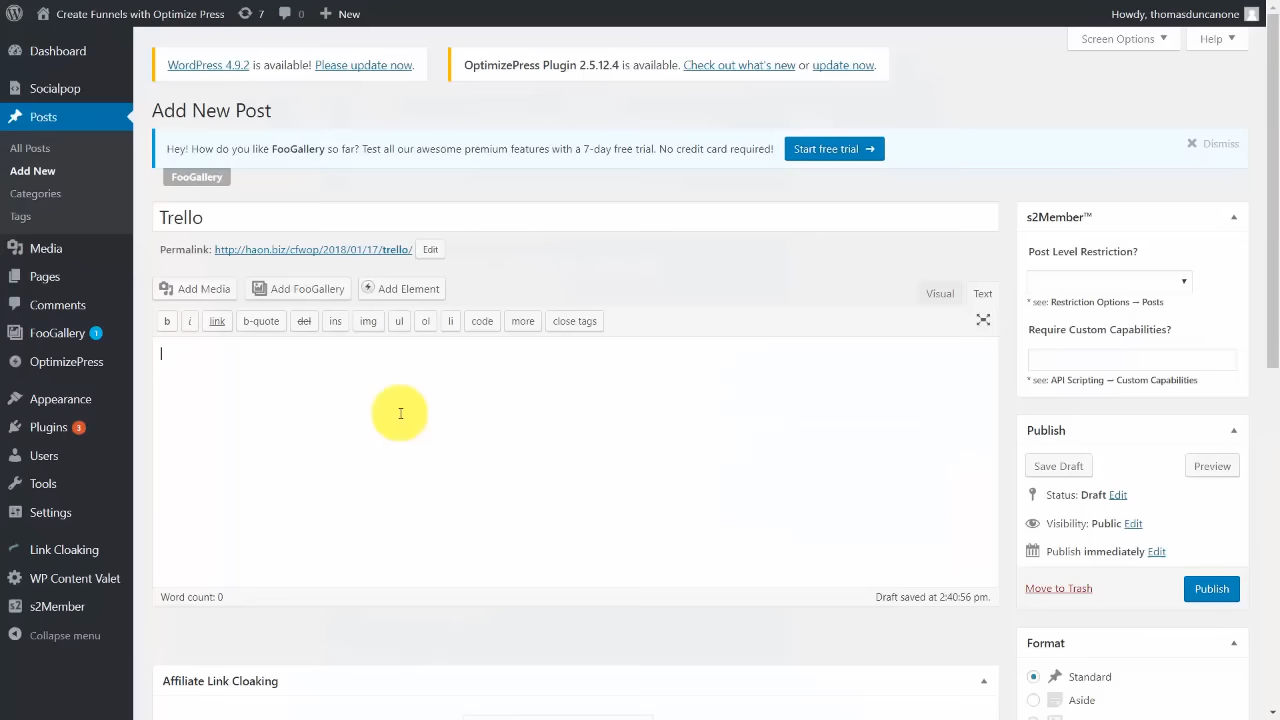 Create Funnels with Optimize Press 7 0 New Howdy, thomasduncanone
Dashboard
Socialpop
Posts
All Posts
Add New
Categories
Tags
Media
Pages
Comments
FooGallery 1
OptimizePress
Appearance
Plugins 3
Users
Tools
Settings
Link Cloaking
WP Content Valet
s2 s2Member
Collapse menu
Screen Options Help
WordPress 4.9.2 is available! Please update now.
OptimizePress Plugin 2.5.12.4 is available. Check out what's new or update now.
Add New Post
Hey! How do you like FooGallery so far? Test all our awesome premium features with a 7-day free trial. No credit card required! Start free trial → Dismiss
FooGallery
Trello
Permalink: http://haon.biz/cfwop/2018/01/17/trello/ Edit
Add Media Add FooGallery Add Element
Visual Text
b i link b-quote del ins img ul ol li code more close tags
Word count: 0 Draft saved at 2:40:56 pm.
Affiliate Link Cloaking
s2Member™
Post Level Restriction?
* see: Restriction Options → Posts
Require Custom Capabilities?
* see: API Scripting → Custom Capabilities
Publish
Save Draft Preview
Status: Draft Edit
Visibility: Public Edit
Publish immediately Edit
Move to Trash Publish
Format
Standard
Aside